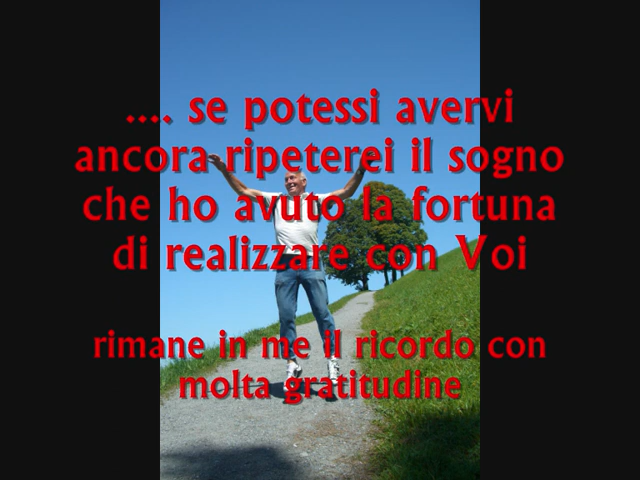 .... se potessi avervi
ancora ripeterei il sogno
che ho avuto la fortuna
di realizzare con Voi
rimane in me il ricordo con
molta gratitudine